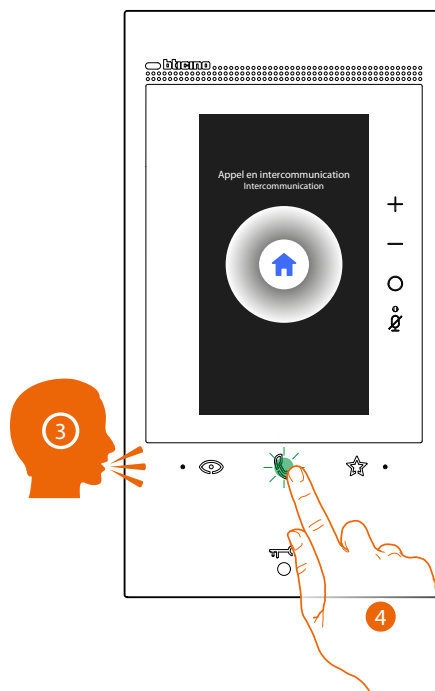 bticino
Appel en intercommunication
Intercommunication
3
4